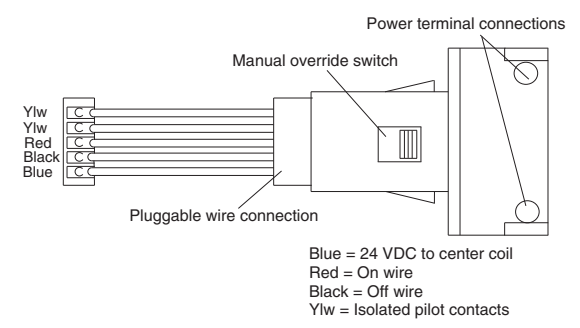 Power terminal connections
Manual override switch
Ylw
Ylw
Red
Black
Blue
Pluggable wire connection
Blue = 24 VDC to center coil
Red = On wire
Black = Off wire
Ylw = Isolated pilot contacts